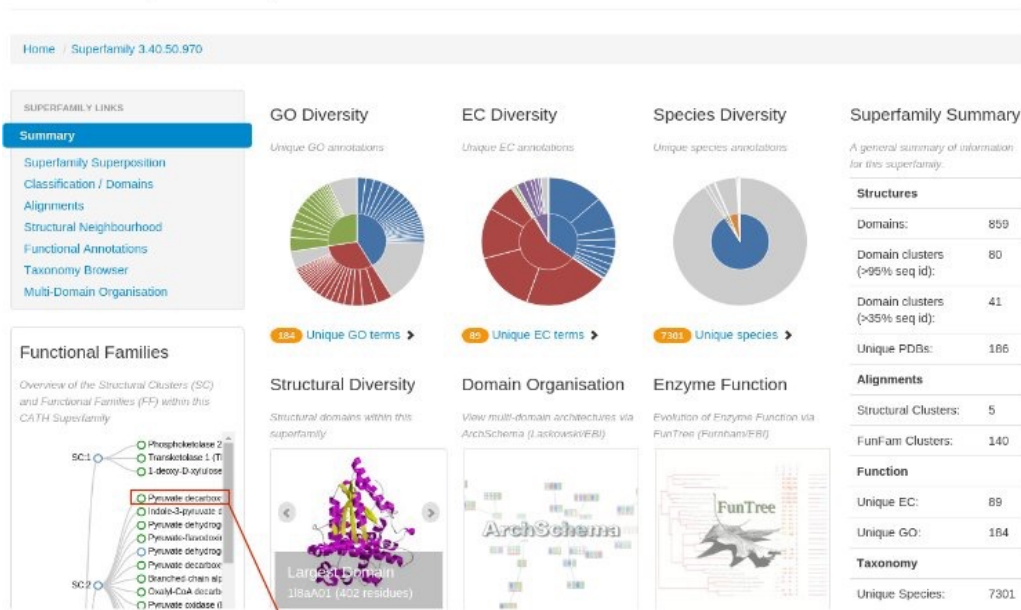 Home / Superfamily 3.40.50.970
SUPERFAMILY LINKS
Summary
Superfamily Superposition
Classification / Domains
Alignments
Structural Neighbourhood
Functional Annotations
Taxonomy Browser
Multi-Domain Organisation
Functional Families
Overview of the Structural Clusters (SC)
and Functional Families (FF) within this
CATH Superfamily
SC:1
Phosphoketolase 2
Transketolase 1 (T
1-deoxy-D-xylulose
Pyruvate decarbox
Indole-3-pyruvate d
Pyruvate dehydrog
Pyruvate-flavodoxi
Pyruvate dehydrog
Pyruvate decarbox
Branched-chain alp
SC:2
Oxalyl-CoA decarb
Pyruvate oxidase (
GO Diversity
Unique GO annotations
184 Unique GO terms
EC Diversity
Unique EC annotations
89 Unique EC terms
Species Diversity
Unique species annotations
7301 Unique species
Structural Diversity
Structural domains within this
superfamily
Largest Domain
1l8aA01 (402 residues)
Domain Organisation
View multi-domain architectures via
ArchSchema (Laskowski/EBI)
ArchSchema
Enzyme Function
Evolution of Enzyme Function via
FunTree (Furnham/EBI)
FunTree
Superfamily Summary
A general summary of information
for this superfamily.
Structures
Domains: 859
Domain clusters
(>95% seq id): 80
Domain clusters
(>35% seq id): 41
Unique PDBs: 186
Alignments
Structural Clusters: 5
FunFam Clusters: 140
Function
Unique EC: 89
Unique GO: 184
Taxonomy
Unique Species: 7301